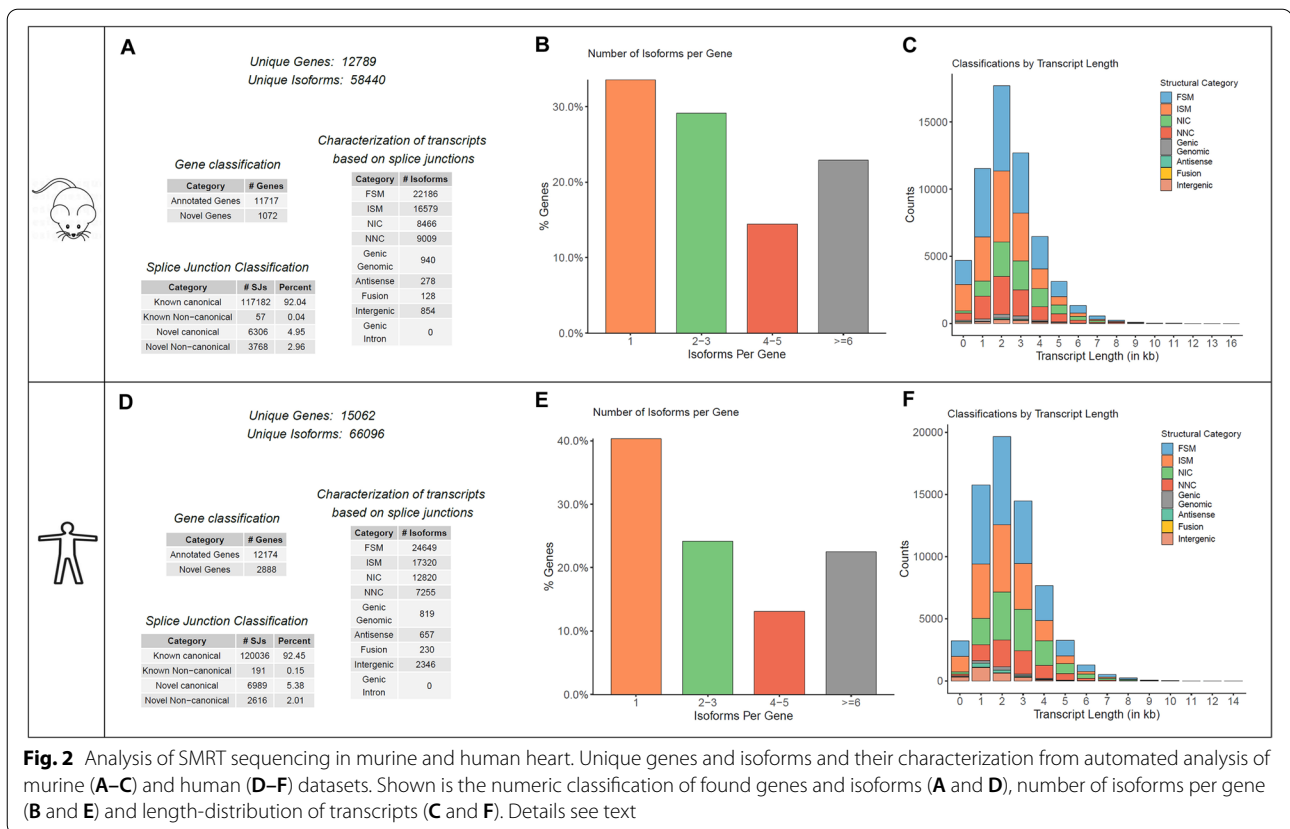 A
Unique Genes: 12789
Unique Isoforms: 58440
Gene classification
Category # Genes
Annotated Genes 11717
Novel Genes 1072
Splice Junction Classification
Category # SJs Percent
Known canonical 117182 92.04
Known Non-canonical 57 0.04
Novel canonical 6306 4.95
Novel Non-canonical 3768 2.96
Characterization of transcripts
based on splice junctions
Category # Isoforms
FSM 22186
ISM 16579
NIC 8466
NNC 9009
Genic
Genomic 940
Antisense 278
Fusion 128
Intergenic 854
Genic
Intron 0
B
Number of Isoforms per Gene
% Genes
30.0%
20.0%
10.0%
0.0%
1 2-3 4-5 >=6
Isoforms Per Gene
C
Classifications by Transcript Length
Counts
15000
10000
5000
0
0 1 2 3 4 5 6 7 8 9 10 11 12 13 16
Transcript Length (in kb)
Structural Category
FSM
ISM
NIC
NNC
Genic
Genomic
Antisense
Fusion
Intergenic
D
Unique Genes: 15062
Unique Isoforms: 66096
Gene classification
Category # Genes
Annotated Genes 12174
Novel Genes 2888
Splice Junction Classification
Category # SJs Percent
Known canonical 120036 92.45
Known Non-canonical 191 0.15
Novel canonical 6989 5.38
Novel Non-canonical 2616 2.01
Characterization of transcripts
based on splice junctions
Category # Isoforms
FSM 24649
ISM 17320
NIC 12820
NNC 7255
Genic
Genomic 819
Antisense 657
Fusion 230
Intergenic 2346
Genic
Intron 0
E
Number of Isoforms per Gene
% Genes
40.0%
30.0%
20.0%
10.0%
0.0%
1 2-3 4-5 >=6
Isoforms Per Gene
F
Classifications by Transcript Length
Counts
20000
15000
10000
5000
0
0 1 2 3 4 5 6 7 8 9 10 11 12 14
Transcript Length (in kb)
Structural Category
FSM
ISM
NIC
NNC
Genic
Genomic
Antisense
Fusion
Intergenic
Fig. 2 Analysis of SMRT sequencing in murine and human heart. Unique genes and isoforms and their characterization from automated analysis of
murine (A–C) and human (D–F) datasets. Shown is the numeric classification of found genes and isoforms (A and D), number of isoforms per gene
(B and E) and length-distribution of transcripts (C and F). Details see text